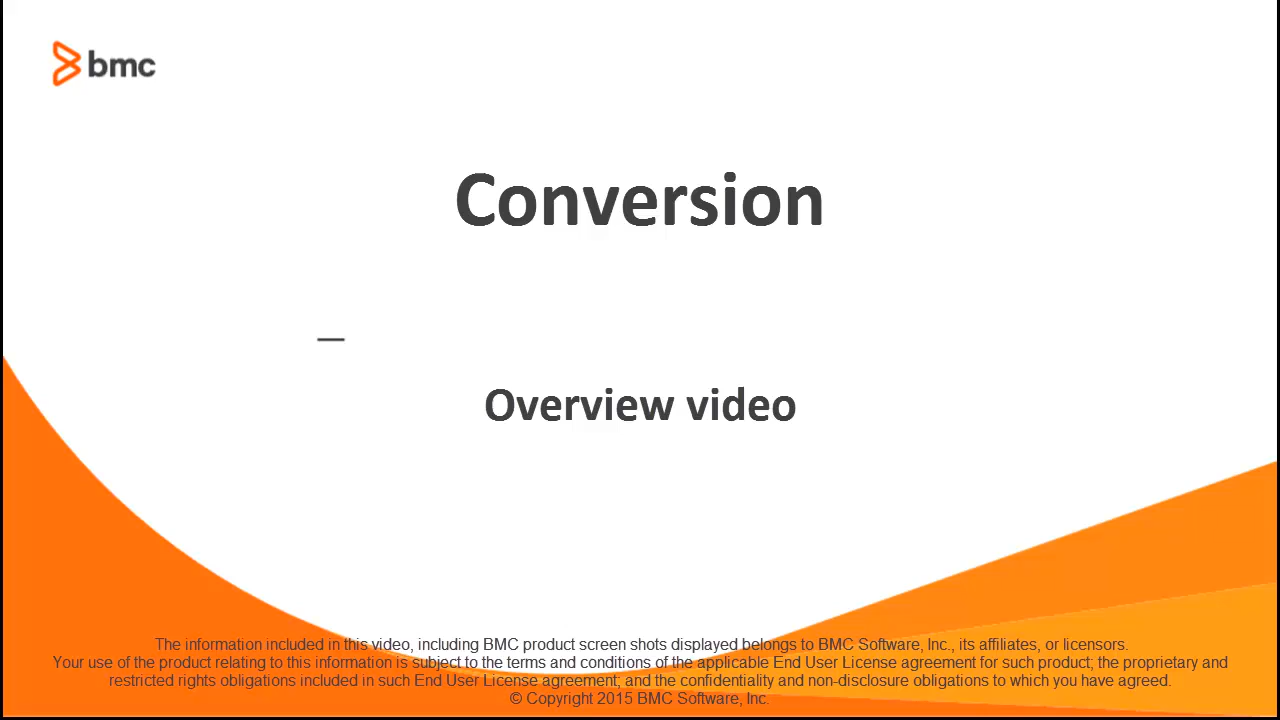 bmc
Conversion
—
Overview video
The information included in this video, including BMC product screen shots displayed belongs to BMC Software, Inc., its affiliates, or licensors.
Your use of the product relating to this information is subject to the terms and conditions of the applicable End User License agreement for such product; the proprietary and
restricted rights obligations included in such End User License agreement; and the confidentiality and non-disclosure obligations to which you have agreed.
© Copyright 2015 BMC Software, Inc.